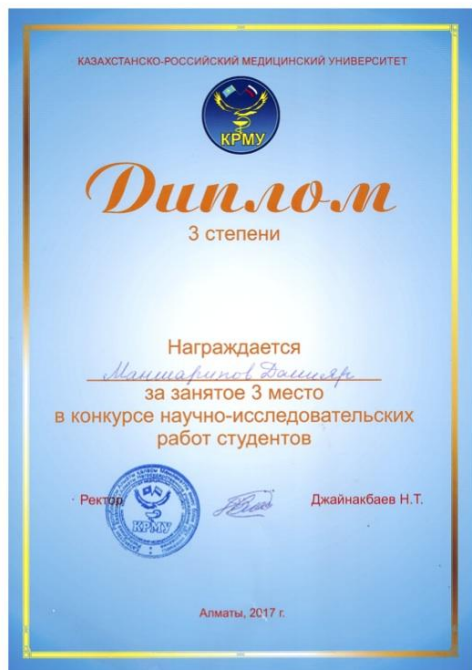 КАЗАХСТАНСКО-РОССИЙСКИЙ МЕДИЦИНСКИЙ УНИВЕРСИТЕТ
КРМУ
Диплом
3 степени
Награждается
Маншарипов Данияр
за занятое 3 место
в конкурсе научно-исследовательских
работ студентов
Ректор
Джайнакбаев Н.Т.
КРМУ
Алматы, 2017 г.